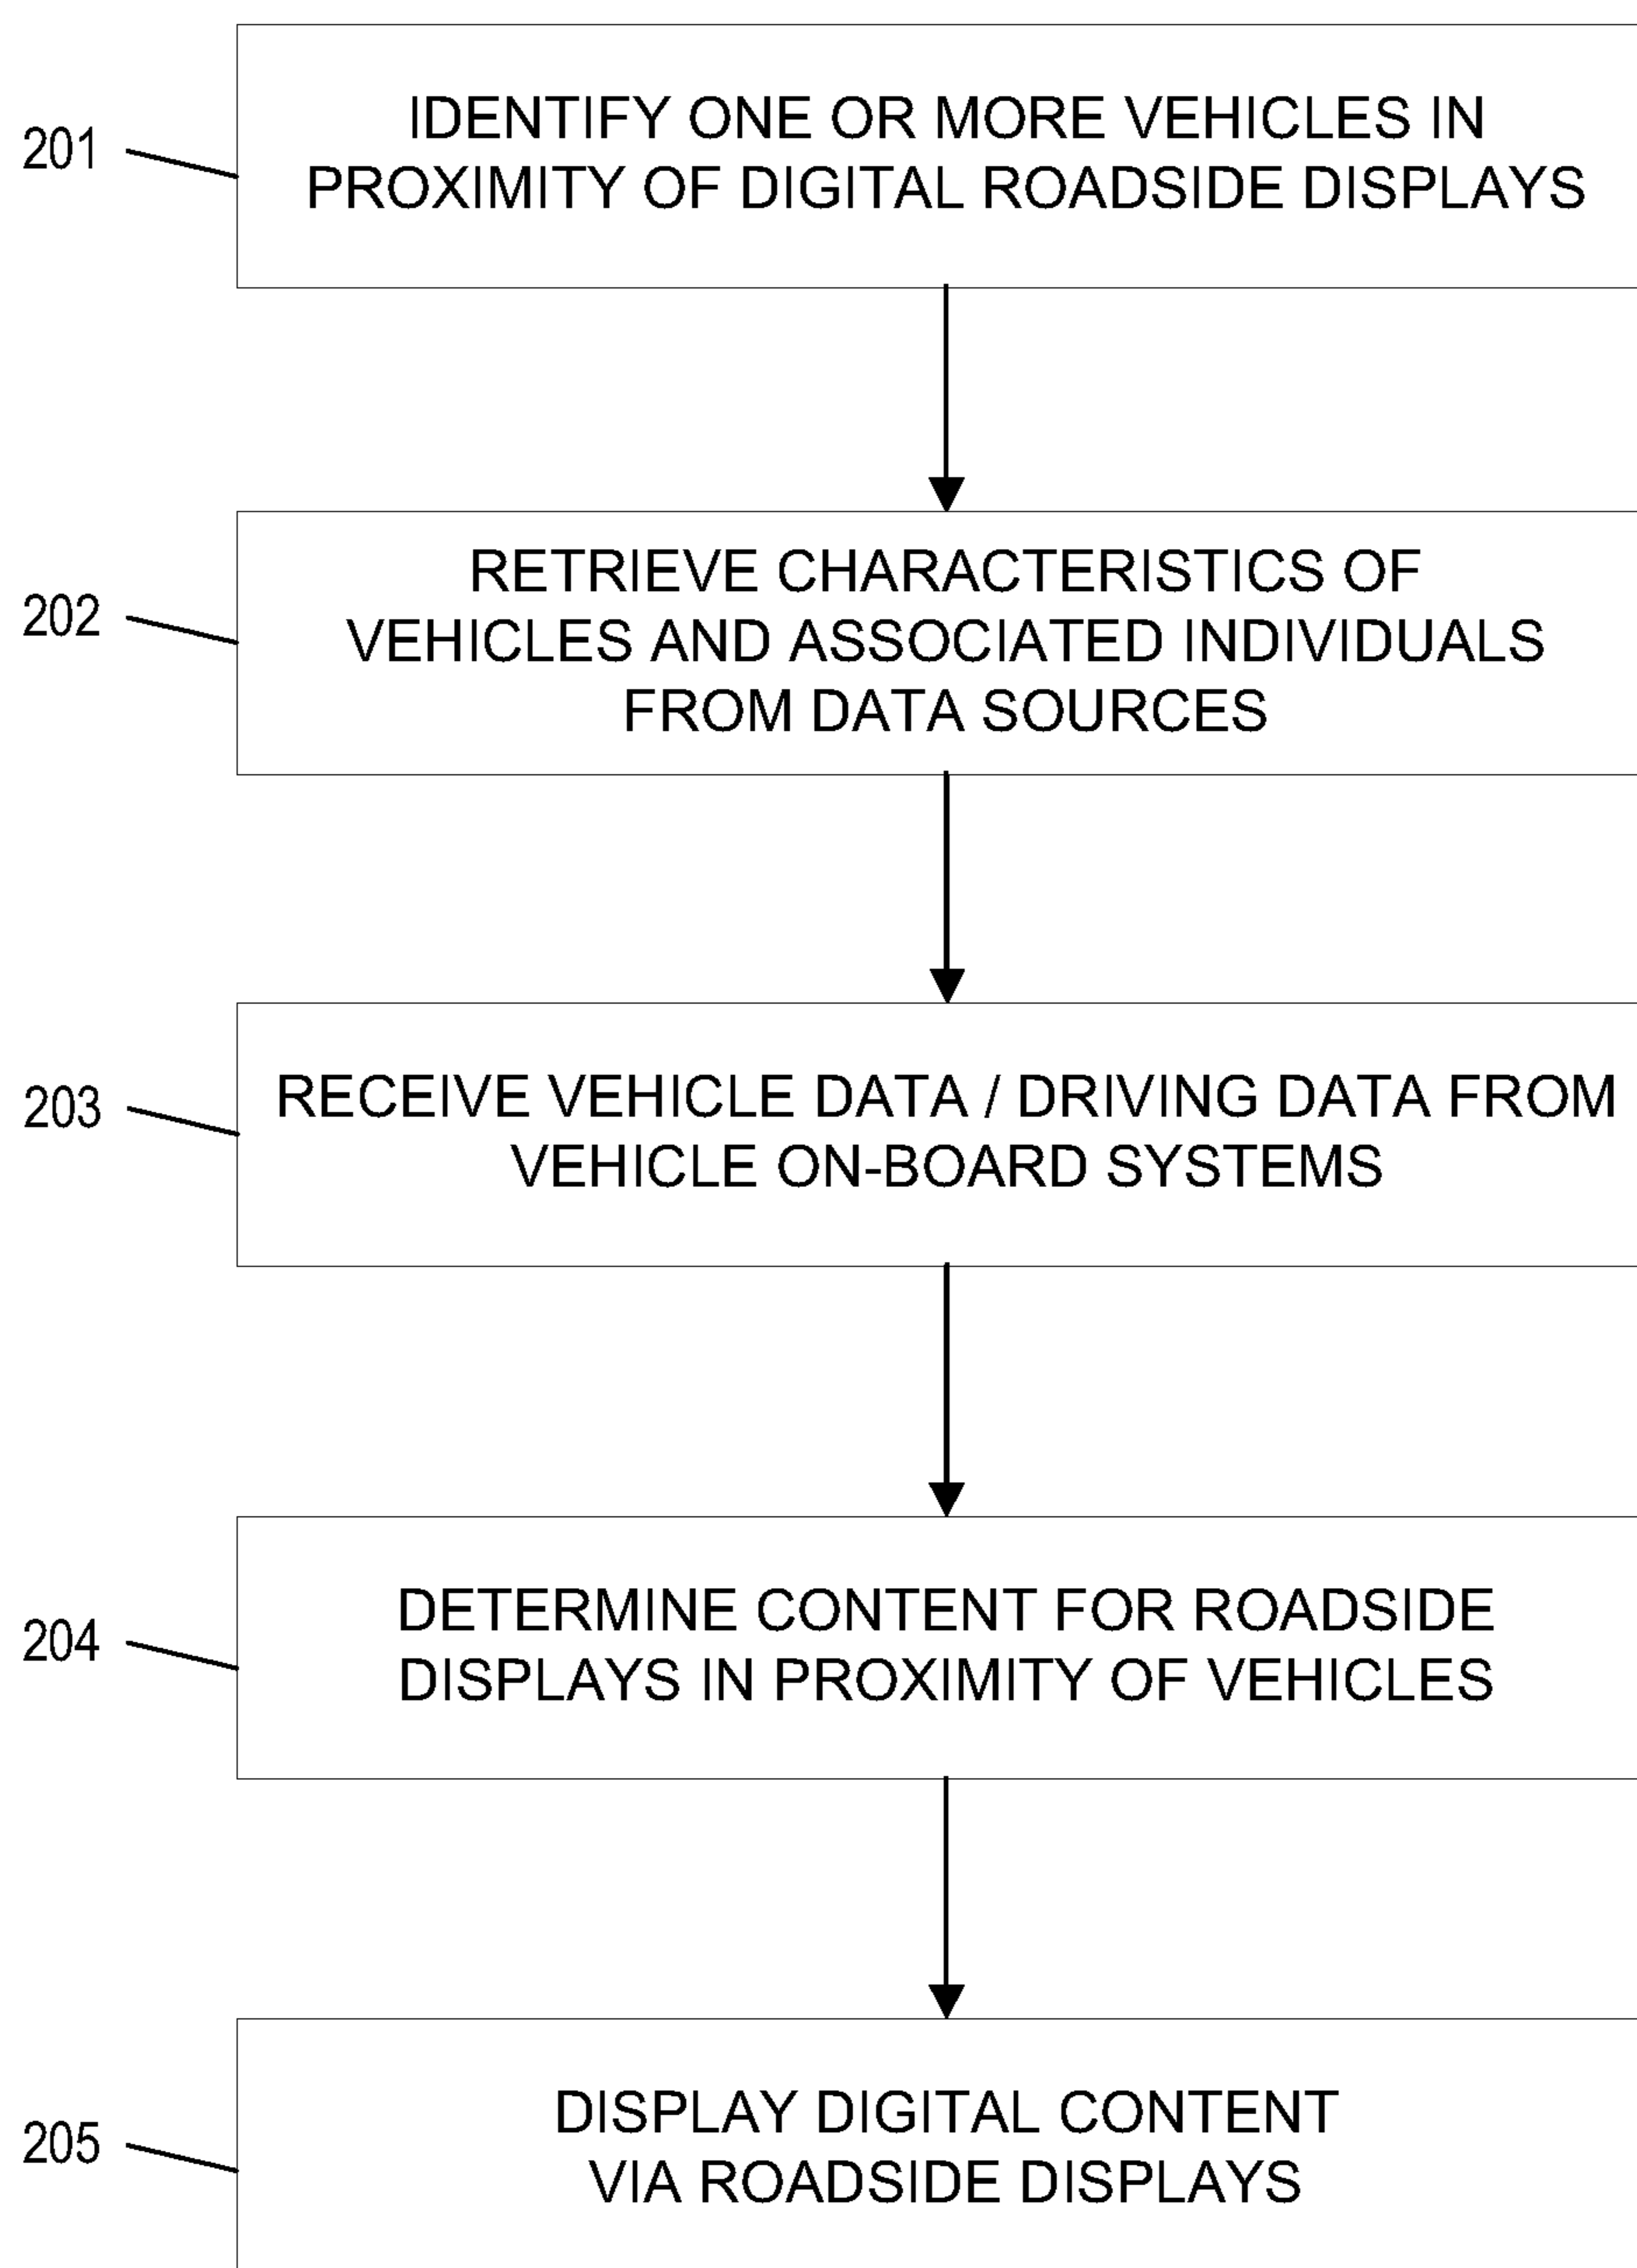 201
IDENTIFY ONE OR MORE VEHICLES IN
PROXIMITY OF DIGITAL ROADSIDE DISPLAYS
202
RETRIEVE CHARACTERISTICS OF
VEHICLES AND ASSOCIATED INDIVIDUALS
FROM DATA SOURCES
203
RECEIVE VEHICLE DATA / DRIVING DATA FROM
VEHICLE ON-BOARD SYSTEMS
204
DETERMINE CONTENT FOR ROADSIDE
DISPLAYS IN PROXIMITY OF VEHICLES
205
DISPLAY DIGITAL CONTENT
VIA ROADSIDE DISPLAYS